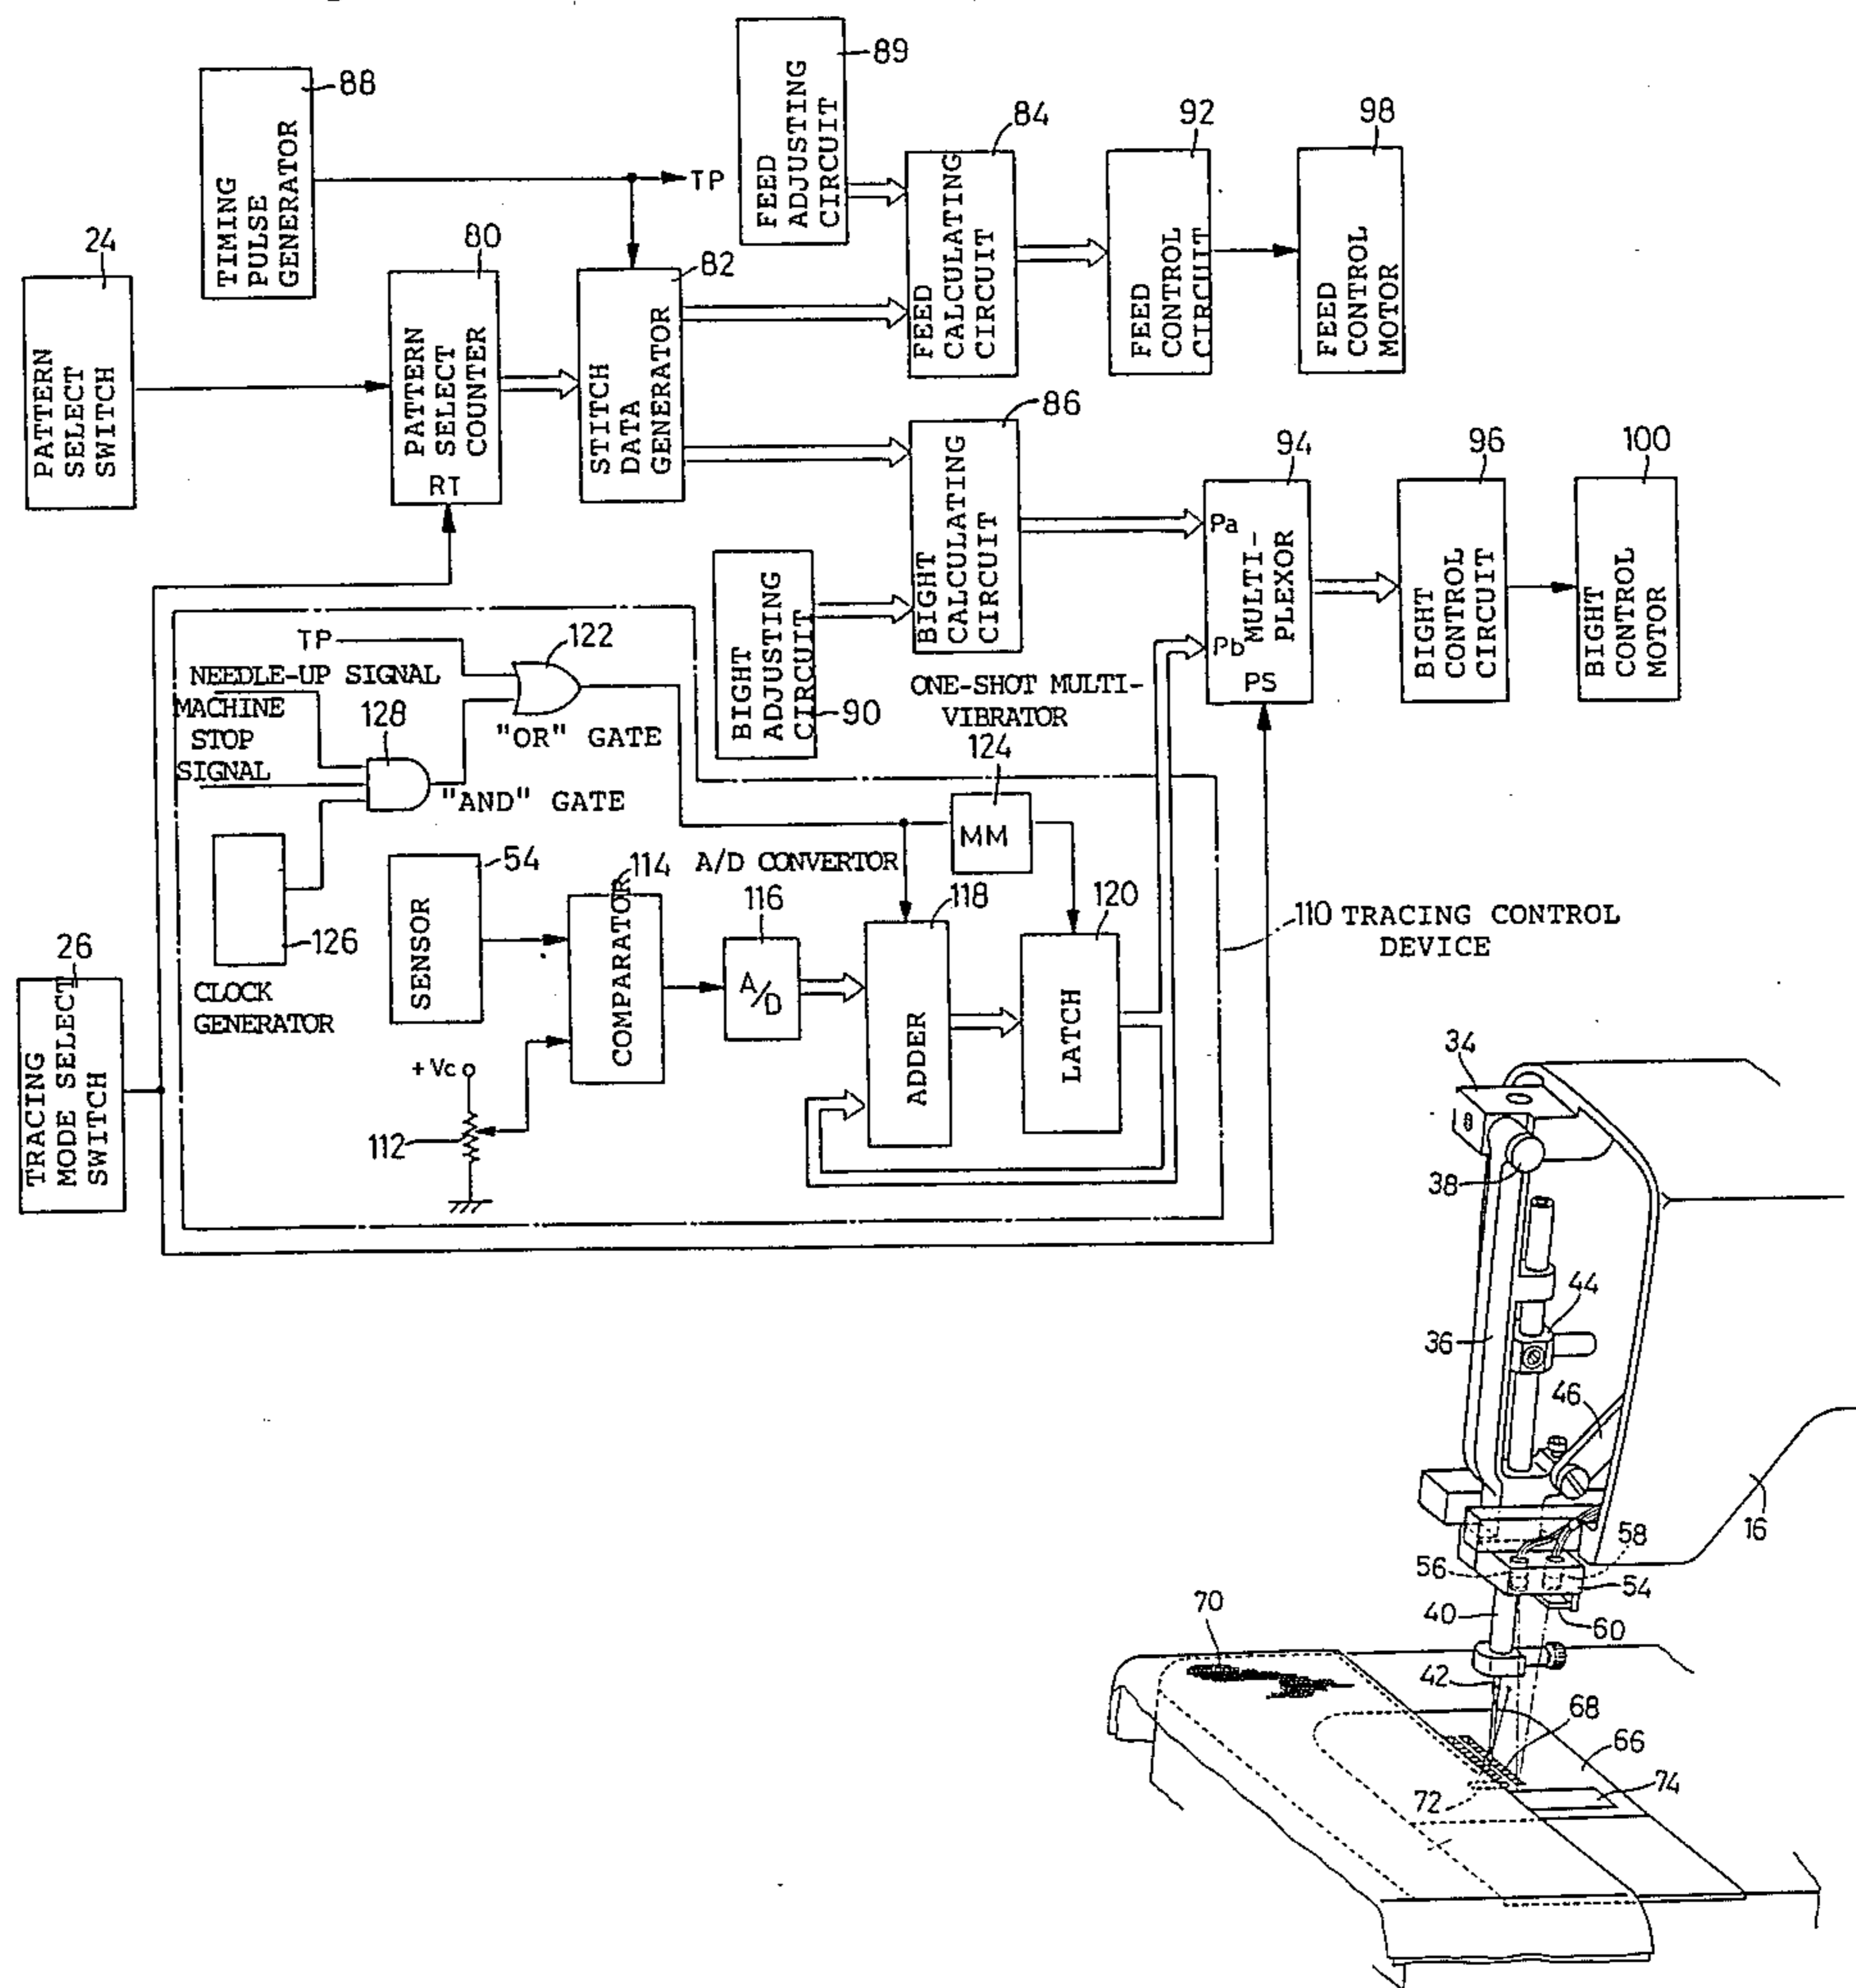 88
TIMING
PULSE
GENERATOR
89
FEED
ADJUSTING
CIRCUIT
84
FEED
CALCULATING
CIRCUIT
92
FEED
CONTROL
CIRCUIT
98
FEED
CONTROL
MOTOR
TP
24
PATTERN
SELECT
SWITCH
80
PATTERN
SELECT
COUNTER
RT
82
STITCH
DATA
GENERATOR
86
BIGHT
CALCULATING
CIRCUIT
94
Pa
Pb
MULTI-
PLEXOR
PS
96
BIGHT
CONTROL
CIRCUIT
100
BIGHT
CONTROL
MOTOR
BIGHT
ADJUSTING
CIRCUIT
90
TP
122
NEEDLE-UP SIGNAL
MACHINE
STOP
SIGNAL
128
"OR" GATE
"AND" GATE
ONE-SHOT MULTI-
VIBRATOR
124
MM
126
CLOCK
GENERATOR
54
SENSOR
114
COMPARATOR
A/D CONVERTOR
116
A/D
118
ADDER
120
LATCH
110 TRACING CONTROL
DEVICE
26
TRACING
MODE SELECT
SWITCH
+Vc
112
34
38
36
44
46
16
58
56
54
40
60
70
42
68
66
74
72